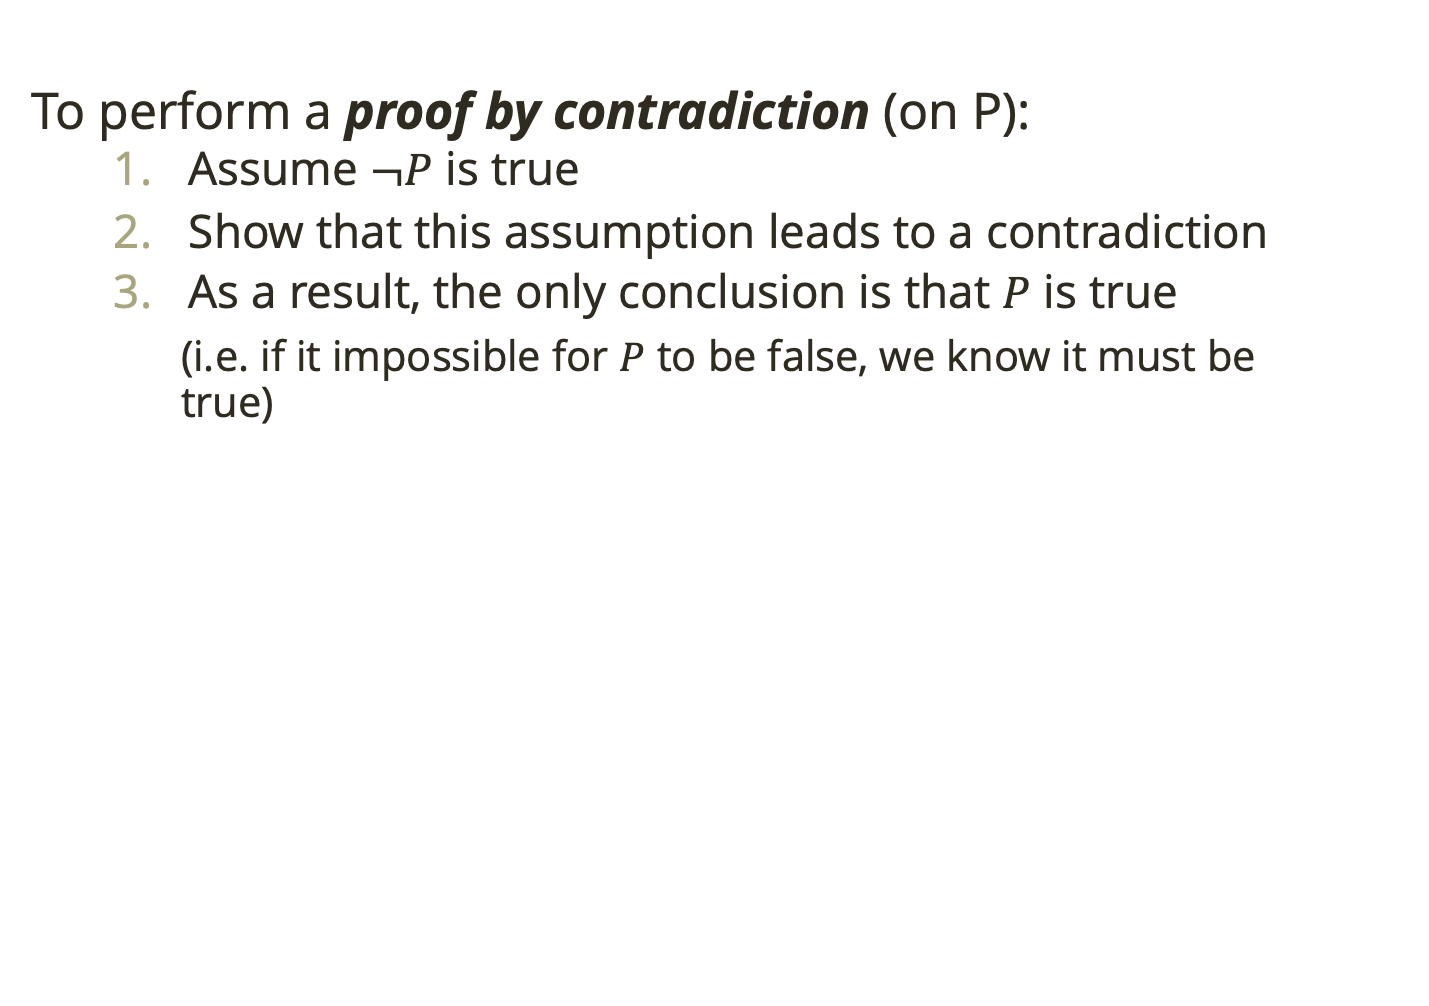 To perform a proof by contradiction (on P):
1. Assume ¬P is true
2. Show that this assumption leads to a contradiction
3. As a result, the only conclusion is that P is true
(i.e. if it impossible for P to be false, we know it must be
true)